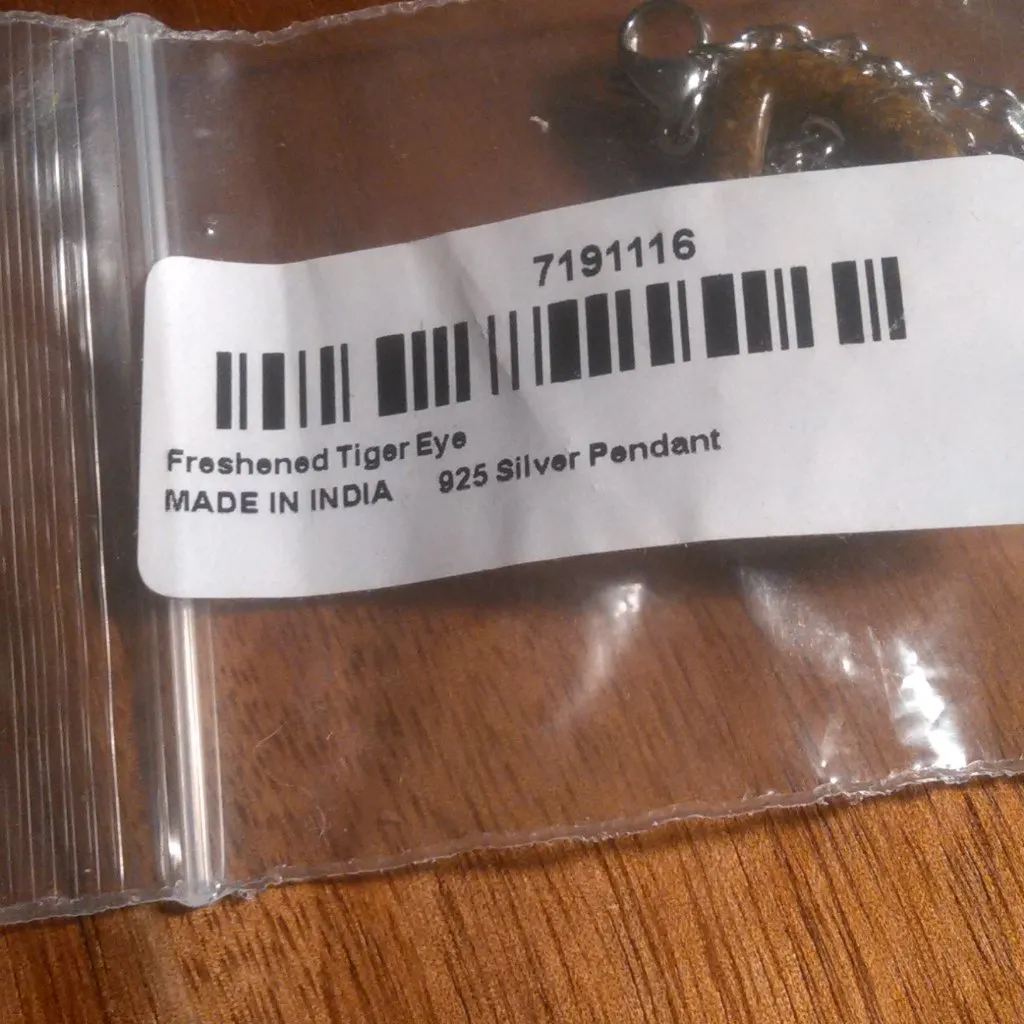 7191116
Freshened Tiger Eye
MADE IN INDIA 925 Silver Pendant